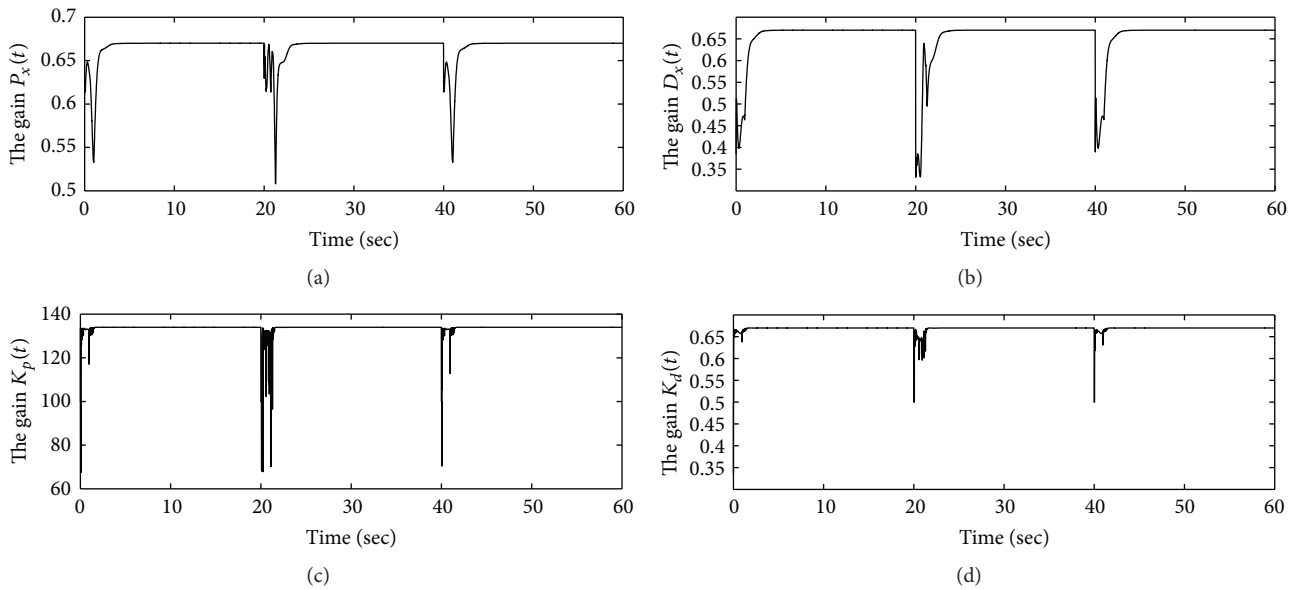 The gain Pₓ(t)
0.7
0.65
0.6
0.55
0.5
0 10 20 30 40 50 60
Time (sec)
(a)
The gain Dₓ(t)
0.65
0.6
0.55
0.5
0.45
0.4
0.35
0 10 20 30 40 50 60
Time (sec)
(b)
The gain Kₚ(t)
140
120
100
80
60
0 10 20 30 40 50 60
Time (sec)
(c)
The gain K_d(t)
0.65
0.6
0.55
0.5
0.45
0.4
0.35
0 10 20 30 40 50 60
Time (sec)
(d)